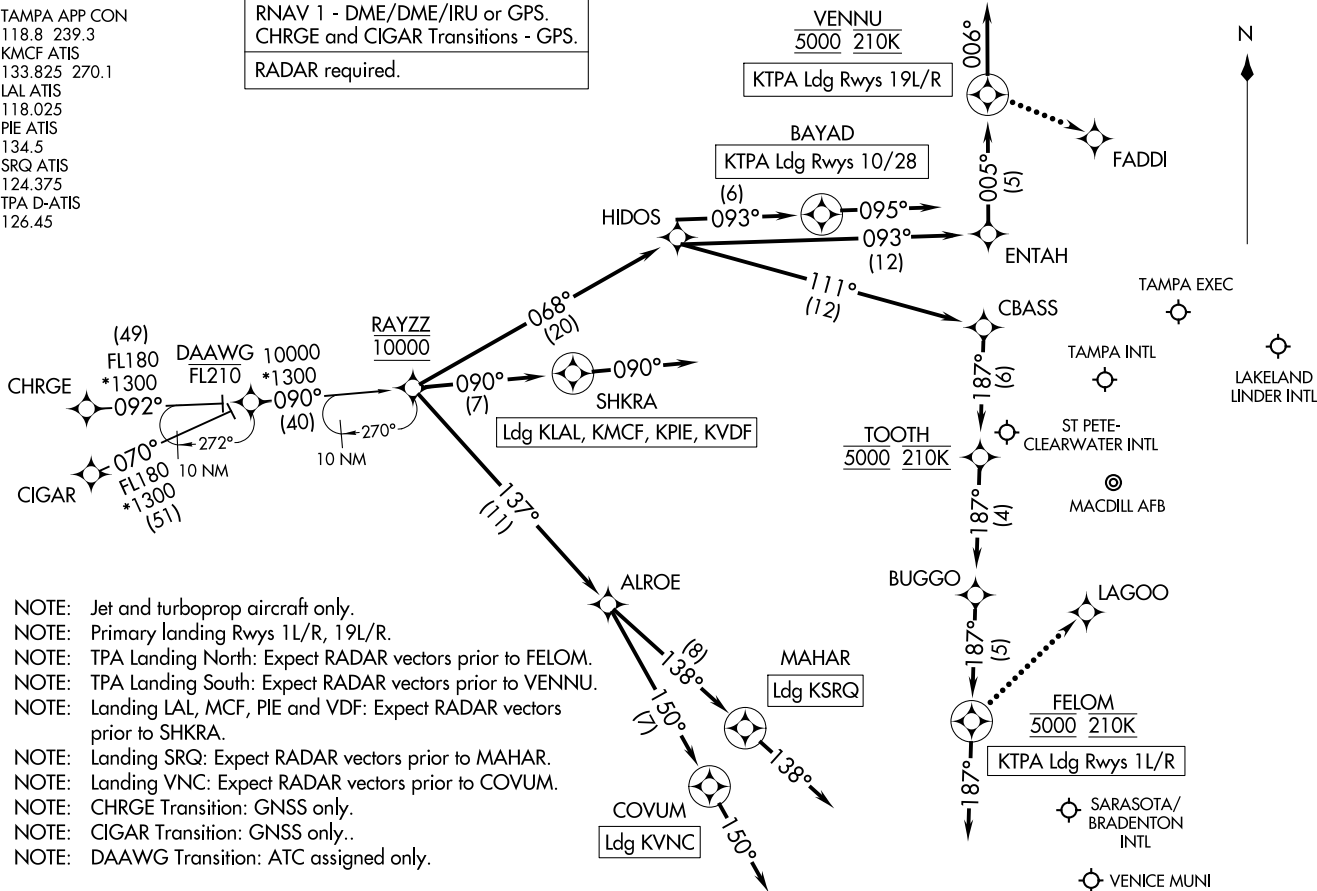 TAMPA APP CON
118.8 239.3
KMCF ATIS
133.825 270.1
LAL ATIS
118.025
PIE ATIS
134.5
SRQ ATIS
124.375
TPA D-ATIS
126.45
RNAV 1 - DME/DME/IRU or GPS.
CHRGE and CIGAR Transitions - GPS.
RADAR required.
VENNU
5000 210K
KTPA Ldg Rwys 19L/R
006°
N
FADDI
BAYAD
KTPA Ldg Rwys 10/28
005°
(5)
HIDOS
(6)
093°
095°
093°
(12)
ENTAH
111°
(12)
CBASS
TAMPA EXEC
TAMPA INTL
LAKELAND
LINDER INTL
187°
(6)
068°
(20)
RAYZZ
10000
(49)
FL180
*1300
092°
CHRGE
DAAWG
FL210
10000
*1300
090°
(40)
272°
10 NM
270°
10 NM
070°
FL180
*1300
(51)
CIGAR
090°
(7)
090°
SHKRA
Ldg KLAL, KMCF, KPIE, KVDF
TOOTH
5000 210K
ST PETE-
CLEARWATER INTL
MACDILL AFB
187°
(4)
137°
(11)
ALROE
BUGGO
LAGOO
187°
(5)
138°
(8)
MAHAR
Ldg KSRQ
138°
150°
(7)
COVUM
Ldg KVNC
150°
FELOM
5000 210K
KTPA Ldg Rwys 1L/R
187°
SARASOTA/
BRADENTON
INTL
VENICE MUNI
NOTE: Jet and turboprop aircraft only.
NOTE: Primary landing Rwys 1L/R, 19L/R.
NOTE: TPA Landing North: Expect RADAR vectors prior to FELOM.
NOTE: TPA Landing South: Expect RADAR vectors prior to VENNU.
NOTE: Landing LAL, MCF, PIE and VDF: Expect RADAR vectors
prior to SHKRA.
NOTE: Landing SRQ: Expect RADAR vectors prior to MAHAR.
NOTE: Landing VNC: Expect RADAR vectors prior to COVUM.
NOTE: CHRGE Transition: GNSS only.
NOTE: CIGAR Transition: GNSS only..
NOTE: DAAWG Transition: ATC assigned only.